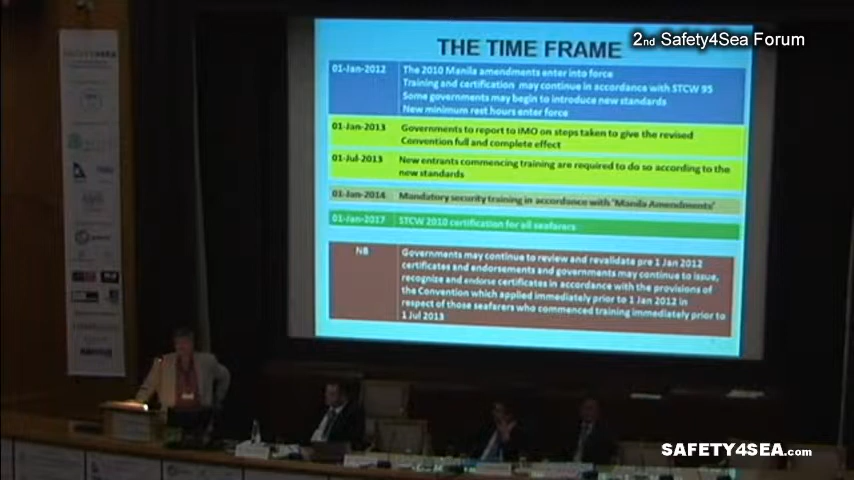 2nd Safety4Sea Forum
THE TIME FRAME
01-Jan-2012 The 2010 Manila amendments enter into force
Training and certification may continue in accordance with STCW 95
Some governments may begin to introduce new standards
New minimum rest hours enter force
01-Jan-2013 Governments to report to IMO on steps taken to give the revised
Convention full and complete effect
01-Jul-2013 New entrants commencing training are required to do so according to the
new standards
01-Jan-2014 Mandatory security training in accordance with 'Manila Amendments'
01-Jan-2017 STCW 2010 certification for all seafarers
NB Governments may continue to review and revalidate pre 1 Jan 2012
certificates and endorsements and governments may continue to issue,
recognize and endorse certificates in accordance with the provisions of
the Convention which applied immediately prior to 1 Jan 2012 in
respect of those seafarers who commenced training immediately prior to
1 Jul 2013
SAFETY4SEA
SAFETY4SEA.com